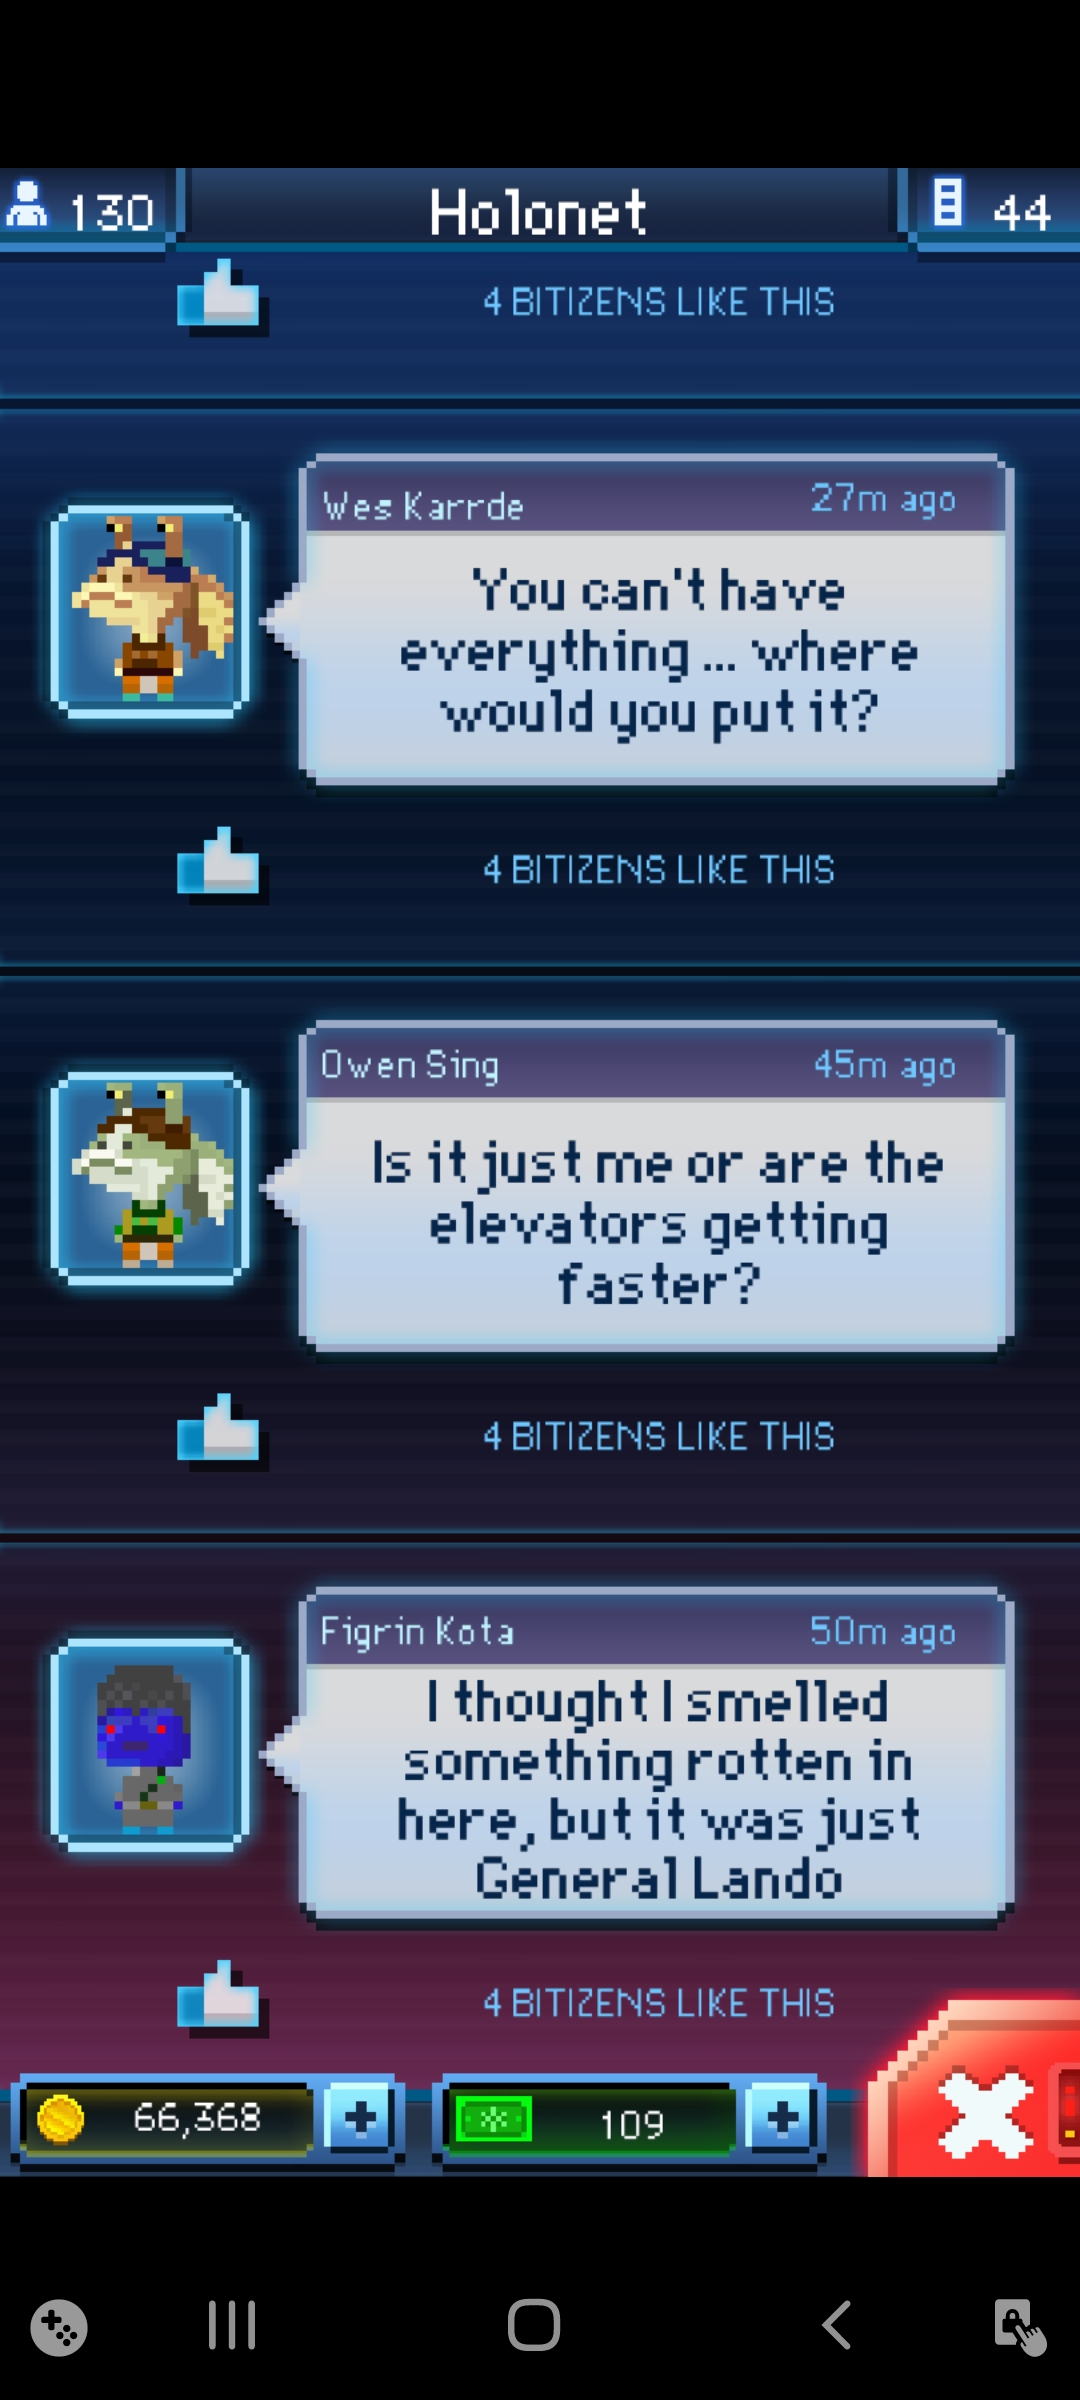 130
Holonet
44
4 BITIZENS LIKE THIS
Wes Karrde
27m ago
You can't have
everything ... where
would you put it?
4 BITIZENS LIKE THIS
Owen Sing
45m ago
Is it just me or are the
elevators getting
faster?
4 BITIZENS LIKE THIS
Figrin Kota
50m ago
I thought I smelled
something rotten in
here, but it was just
General Lando
4 BITIZENS LIKE THIS
66,368
109